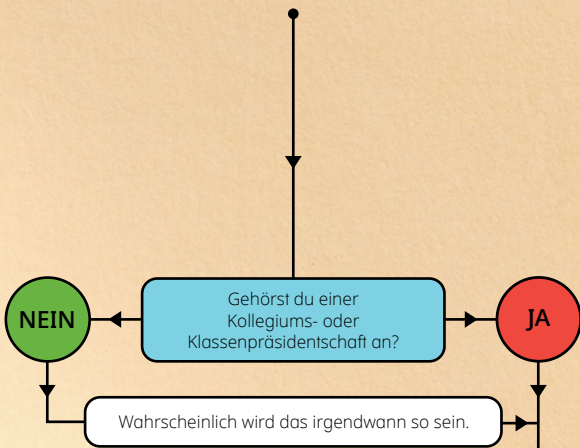 Gehörst du einer
Kollegiums- oder
Klassenpräsidentschaft an?
NEIN
JA
Wahrscheinlich wird das irgendwann so sein.